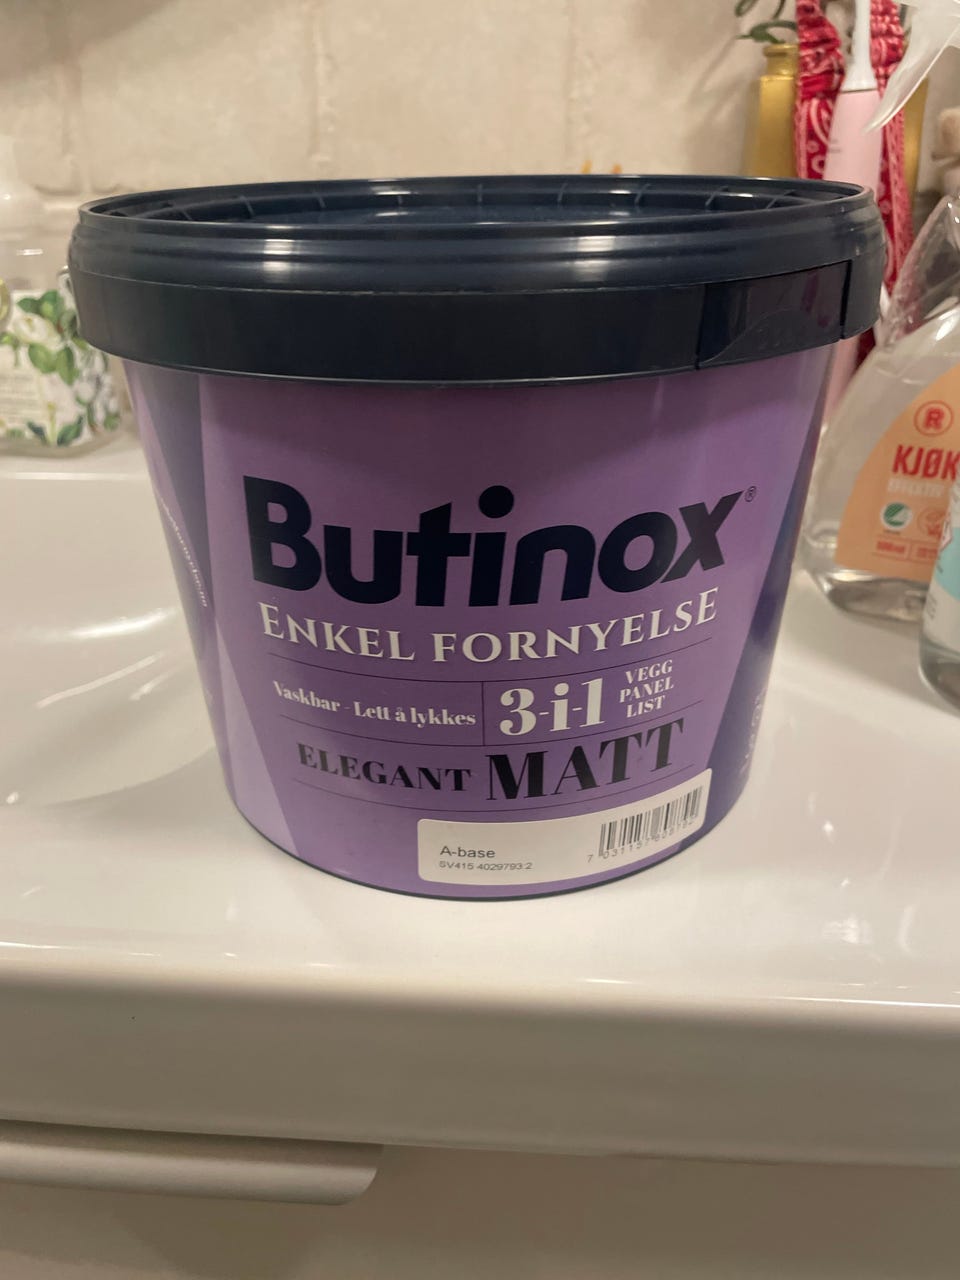 Butinox®
ENKEL FORNYELSE
Vaskbar - Lett å lykkes
3-i-1
VEGG
PANEL
LIST
ELEGANT MATT
A-base
SV415 4029793:2
R
KJØK